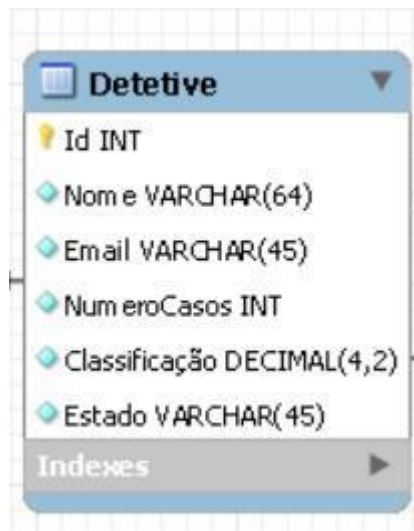 Detetive
Id INT
Nome VARCHAR(64)
Email VARCHAR(45)
NumeroCasos INT
Classificação DECIMAL(4,2)
Estado VARCHAR(45)
Indexes